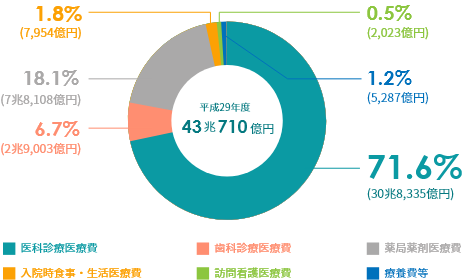 1.8%
(7,954億円)
0.5%
(2,023億円)
18.1%
(7兆8,108億円)
1.2%
(5,287億円)
平成29年度
43兆710億円
6.7%
(2兆9,003億円)
71.6%
(30兆8,335億円)
医科診療医療費
歯科診療医療費
薬局薬剤医療費
入院時食事・生活医療費
訪問看護医療費
療養費等